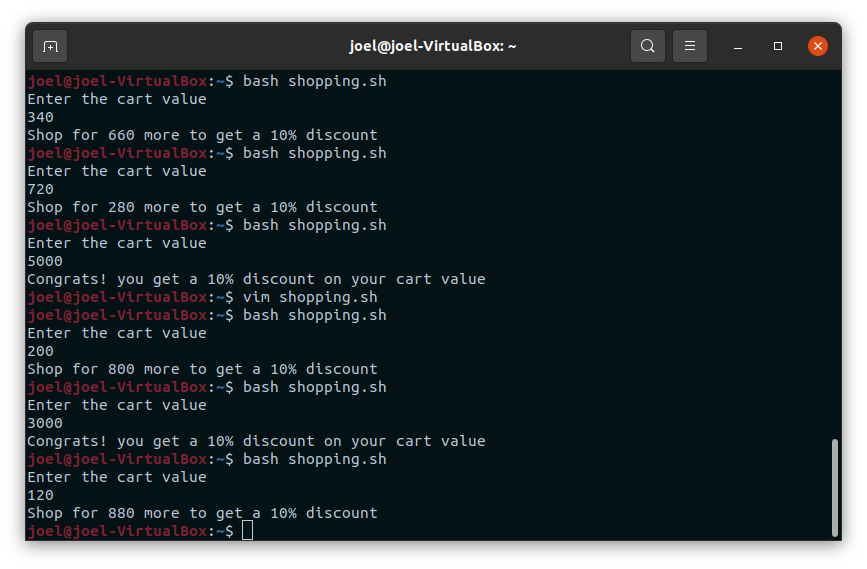 joel@joel-VirtualBox: ~
joel@joel-VirtualBox:~$ bash shopping.sh
Enter the cart value
340
Shop for 660 more to get a 10% discount
joel@joel-VirtualBox:~$ bash shopping.sh
Enter the cart value
720
Shop for 280 more to get a 10% discount
joel@joel-VirtualBox:~$ bash shopping.sh
Enter the cart value
5000
Congrats! you get a 10% discount on your cart value
joel@joel-VirtualBox:~$ vim shopping.sh
joel@joel-VirtualBox:~$ bash shopping.sh
Enter the cart value
200
Shop for 800 more to get a 10% discount
joel@joel-VirtualBox:~$ bash shopping.sh
Enter the cart value
3000
Congrats! you get a 10% discount on your cart value
joel@joel-VirtualBox:~$ bash shopping.sh
Enter the cart value
120
Shop for 880 more to get a 10% discount
joel@joel-VirtualBox:~$